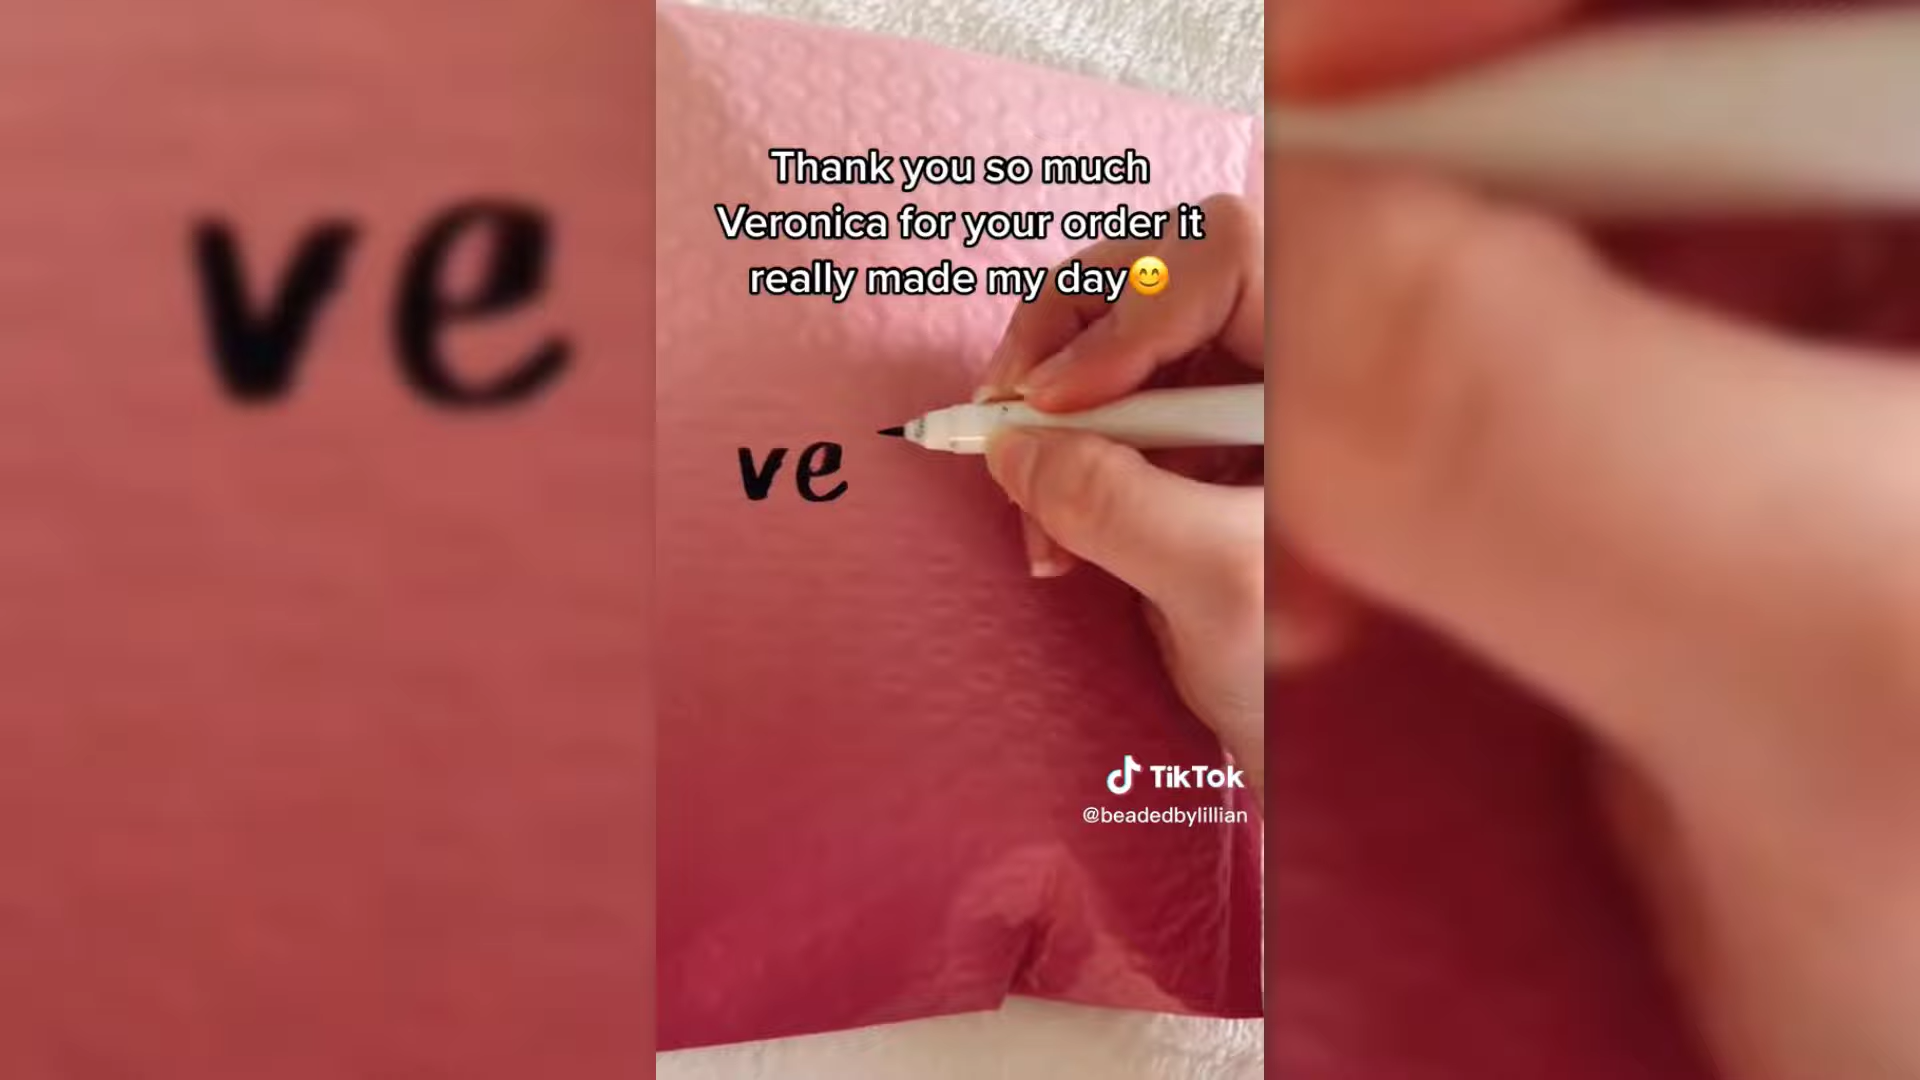 Thank you so much
Veronica for your order it
really made my day😊
ve
ve
TikTok
@beadedbylillian